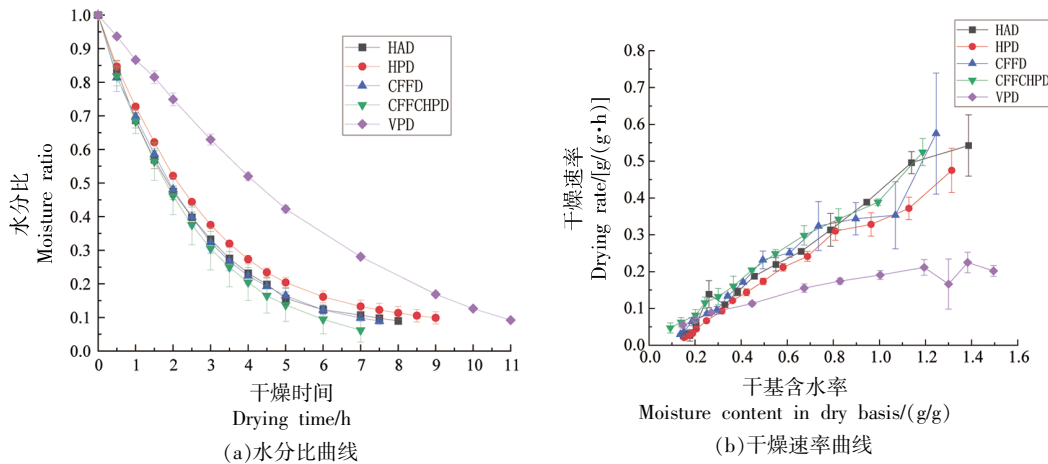 1.0
0.9
0.8
0.7
0.6
0.5
0.4
0.3
0.2
0.1
0.0
水分比
Moisture ratio
HAD
HPD
CFFD
CFFCHPD
VPD
0 1 2 3 4 5 6 7 8 9 10 11
干燥时间
Drying time/h
(a)水分比曲线
0.8
0.7
0.6
0.5
0.4
0.3
0.2
0.1
0.0
干燥速率
Drying rate/[g/(g·h)]
HAD
HPD
CFFD
CFFCHPD
VPD
0.0 0.2 0.4 0.6 0.8 1.0 1.2 1.4 1.6
干基含水率
Moisture content in dry basis/(g/g)
(b)干燥速率曲线